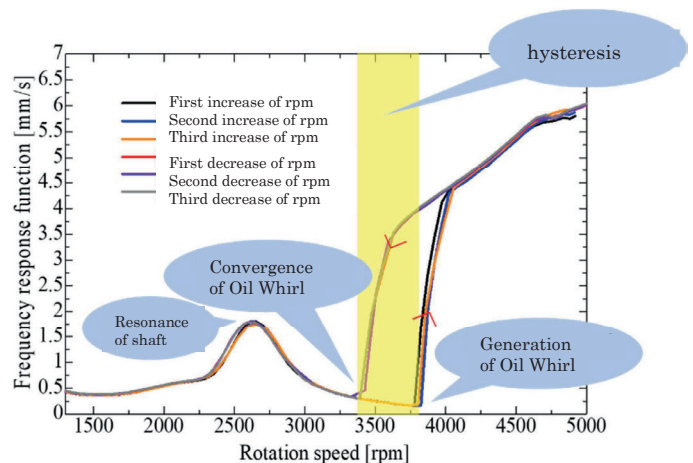 hysteresis
Frequency response function [mm/s]
7
6.5
6
5.5
5
4.5
4
3.5
3
2.5
2
1.5
1
0.5
0
First increase of rpm
Second increase of rpm
Third increase of rpm
First decrease of rpm
Second decrease of rpm
Third decrease of rpm
Convergence
of Oil Whirl
Resonance
of shaft
Generation
of Oil Whirl
1500 2000 2500 3000 3500 4000 4500 5000
Rotation speed [rpm]